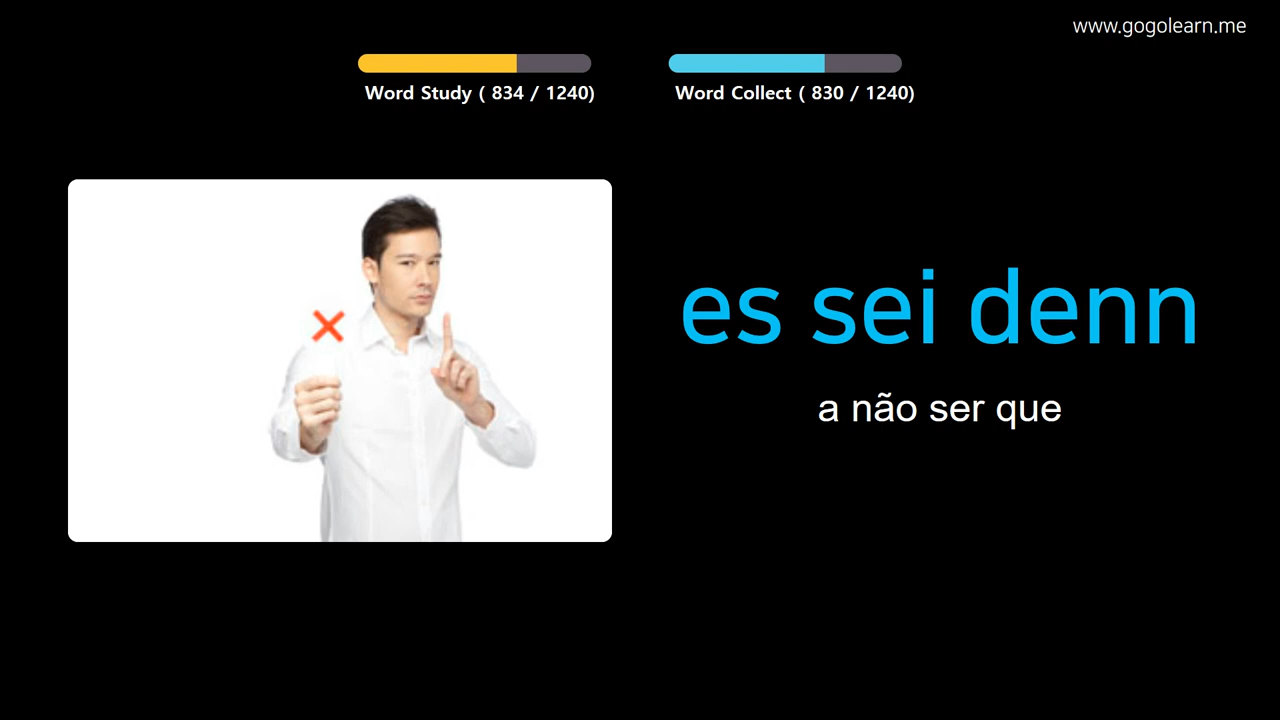 www.gogolearn.me
Word Study ( 834 / 1240)
Word Collect ( 830 / 1240)
es sei denn
a não ser que